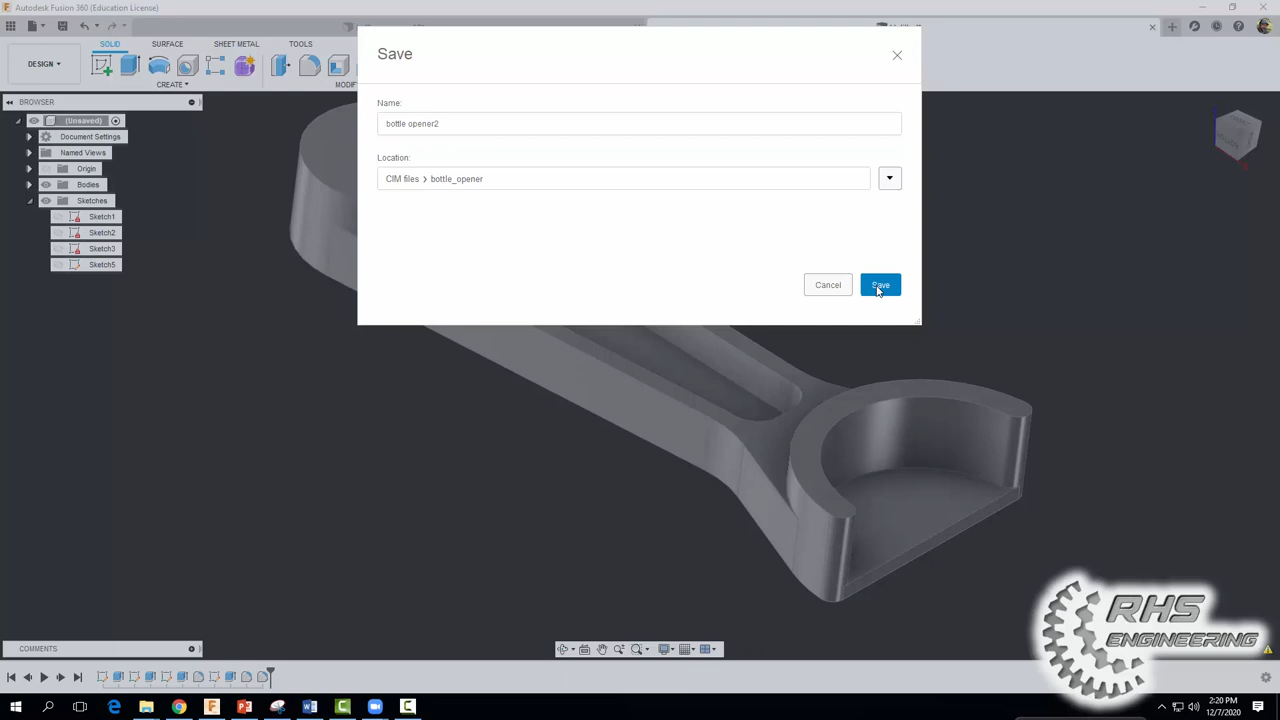 Autodesk Fusion 360 (Education License)
SOLID
SURFACE
SHEET METAL
TOOLS
DESIGN
CREATE
MODIF
BROWSER
(Unsaved)
Document Settings
Named Views
Origin
Bodies
Sketches
Sketch1
Sketch2
Sketch3
Sketch5
Save
Name:
bottle opener2
Location:
CIM files > bottle_opener
Cancel
Save
COMMENTS
RHS
ENGINEERING
2:20 PM
12/7/2020